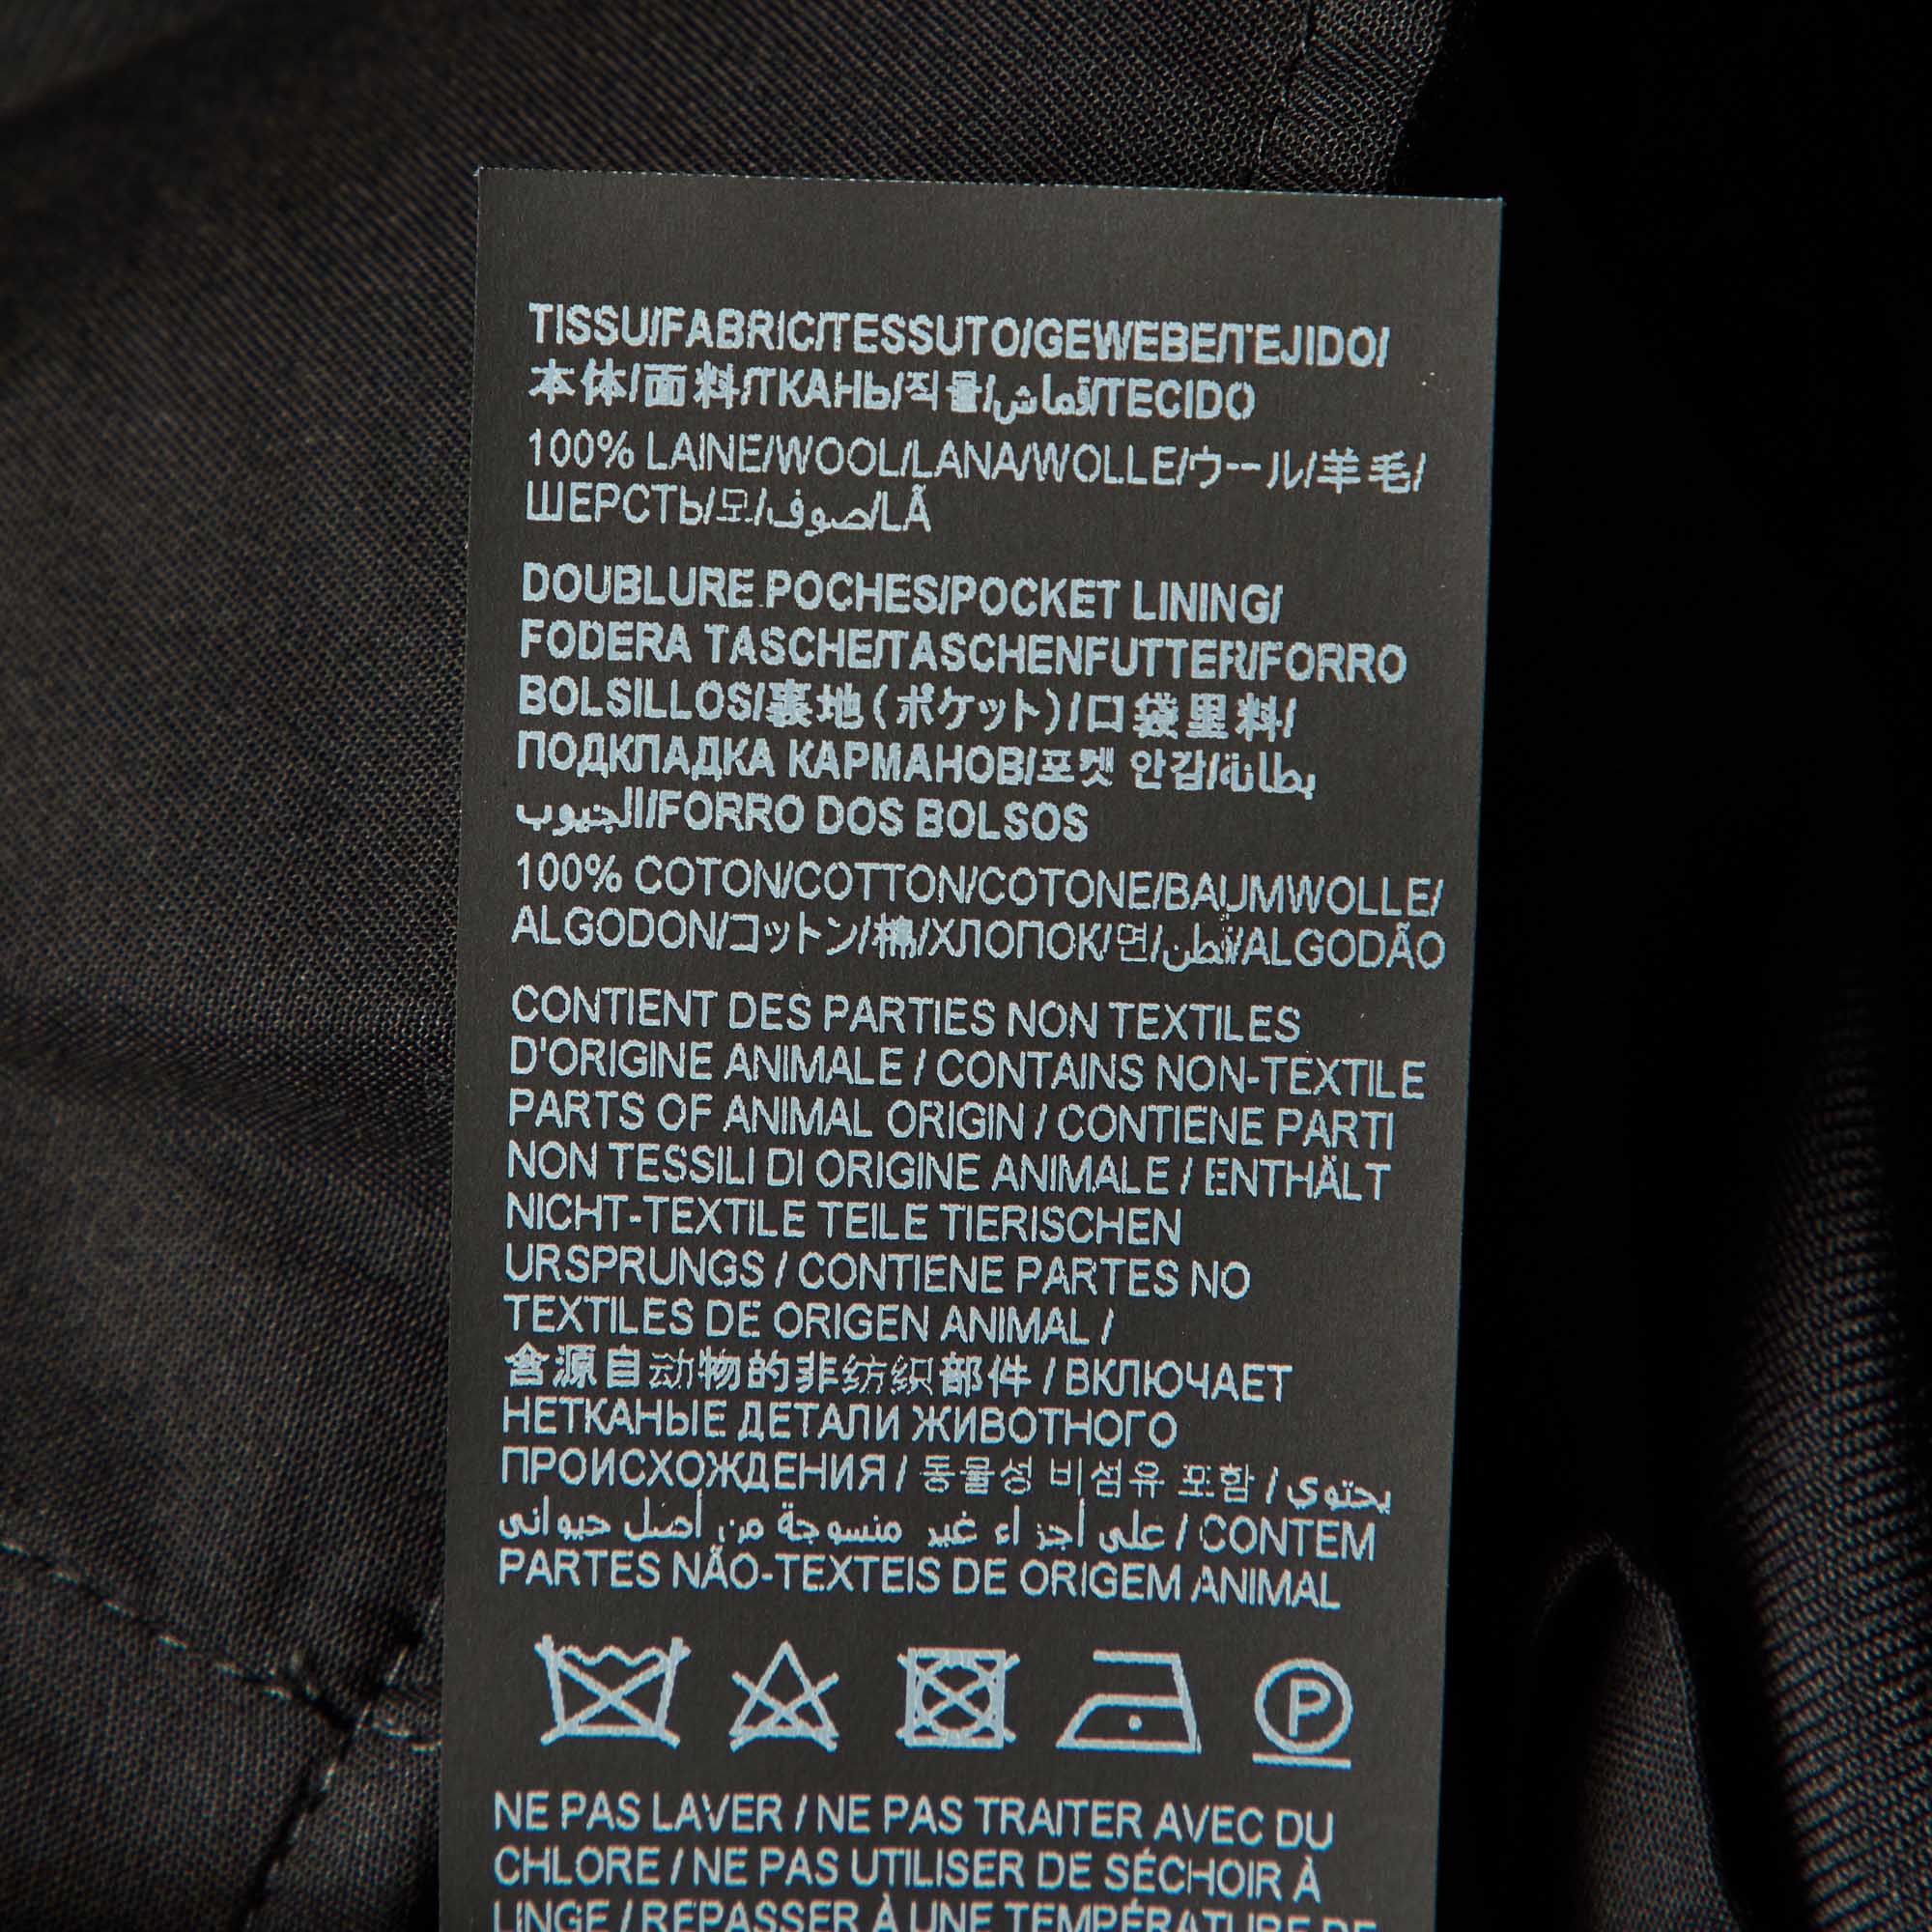 TISSU/FABRIC/TESSUTO/GEWEBE/TEJIDO/
本体/面料/ТКАНЬ/직물/قماش/TECIDO
100% LAINE/WOOL/LANA/WOLLE/ウール/羊毛/
ШЕРСТЬ/모/صوف/LÃ
DOUBLURE POCHES/POCKET LINING/
FODERA TASCHE/TASCHENFUTTER/FORRO
BOLSILLOS/裏地(ポケット)/口袋里料/
ПОДКЛАДКА КАРМАНОВ/포켓 안감/بطانة
الجيوب/FORRO DOS BOLSOS
100% COTON/COTTON/COTONE/BAUMWOLLE/
ALGODON/コットン/棉/ХЛОПОК/면/قطن/ALGODÃO
CONTIENT DES PARTIES NON TEXTILES
D'ORIGINE ANIMALE / CONTAINS NON-TEXTILE
PARTS OF ANIMAL ORIGIN / CONTIENE PARTI
NON TESSILI DI ORIGINE ANIMALE / ENTHÄLT
NICHT-TEXTILE TEILE TIERISCHEN
URSPRUNGS / CONTIENE PARTES NO
TEXTILES DE ORIGEN ANIMAL /
含源自动物的非纺织部件 / ВКЛЮЧАЕТ
НЕТКАНЫЕ ДЕТАЛИ ЖИВОТНОГО
ПРОИСХОЖДЕНИЯ / 동물성 비섬유 포함 / يحتوي
على أجزاء غير منسوجة من أصل حيواني / CONTEM
PARTES NÃO-TEXTEIS DE ORIGEM ANIMAL
P
NE PAS LAVER / NE PAS TRAITER AVEC DU
CHLORE / NE PAS UTILISER DE SÉCHOIR À
LINGE / REPASSER À UNE TEMPÉRATURE DE